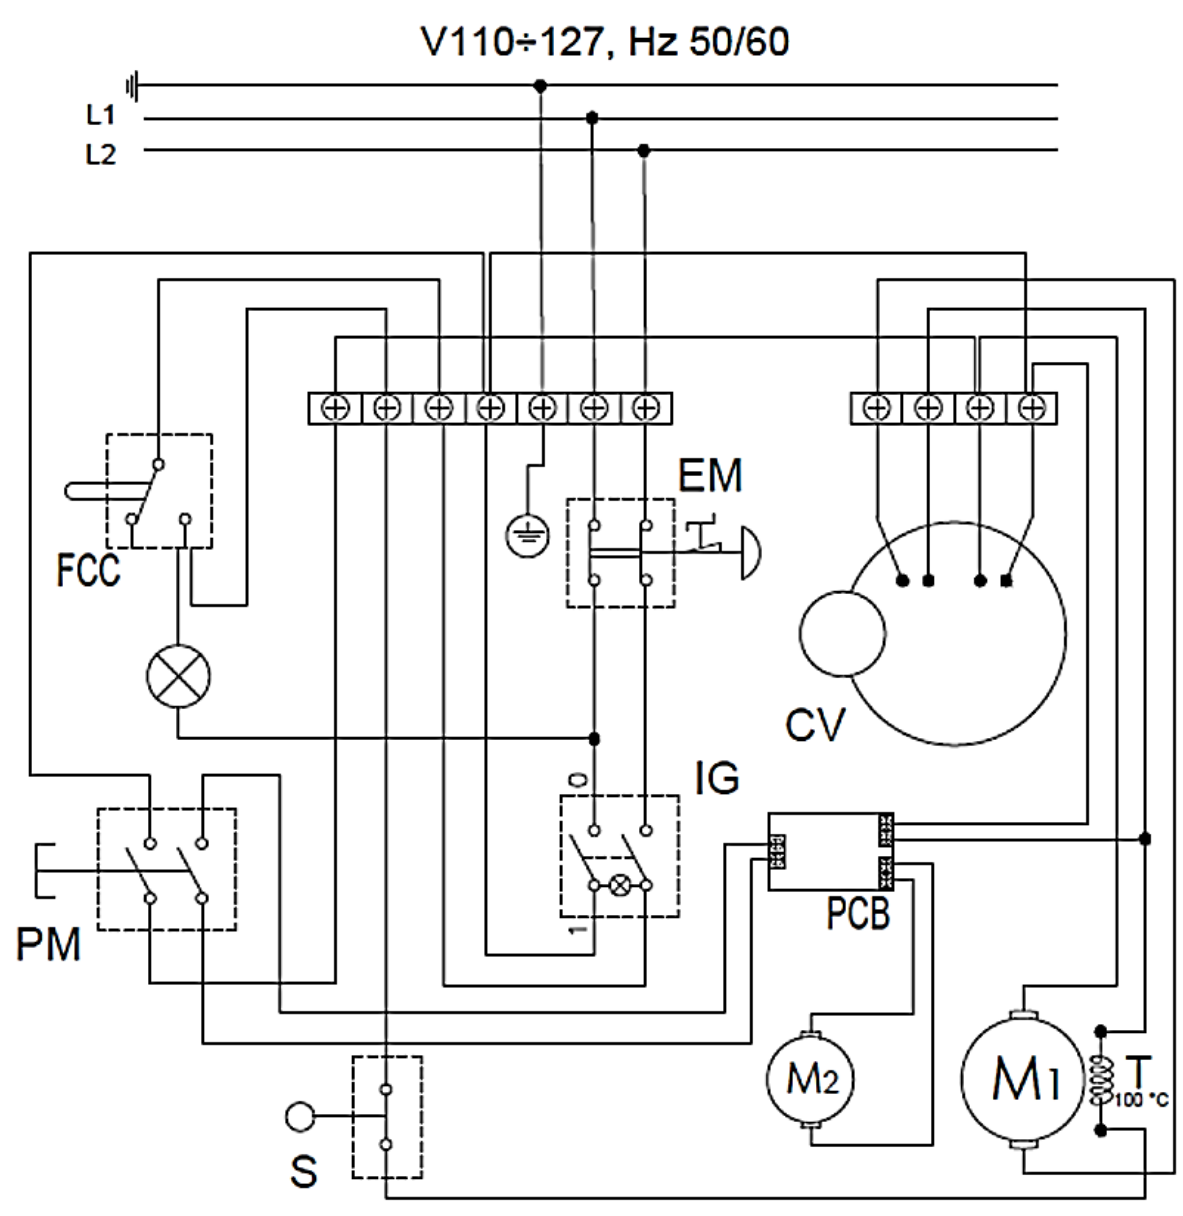 V110÷127, Hz 50/60
L1
L2
EM
FCC
CV
0
IG
1
PM
PCB
M2
M1
T
100 °C
S